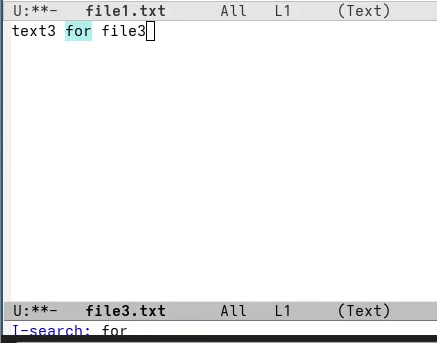 U:**-  file1.txt  All  L1  (Text)
text3 for file3
U:**-  file3.txt  All  L1  (Text)
I-search: for